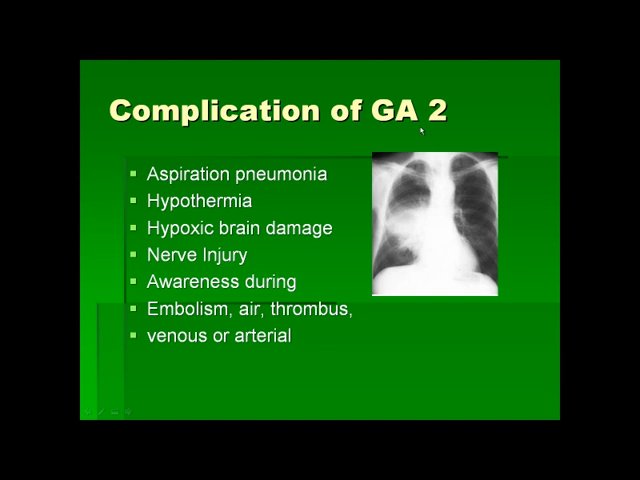 Complication of GA 2
Aspiration pneumonia
Hypothermia
Hypoxic brain damage
Nerve Injury
Awareness during
Embolism, air, thrombus,
venous or arterial